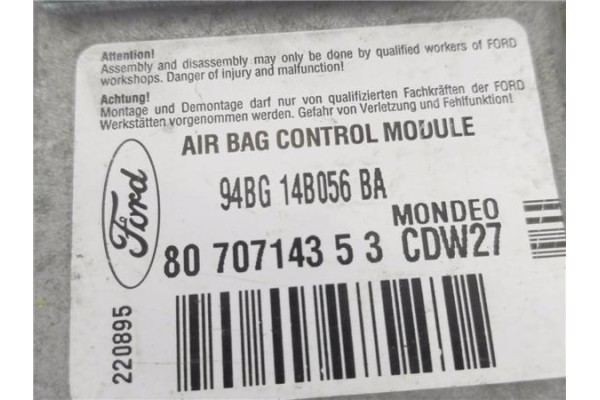 Attention!
Assembly and disassembly may only be done by qualified workers of FORD
workshops. Danger of injury and malfunction!
Achtung!
Montage und Demontage darf nur von qualifizierten Fachkräften der FORD
Werkstätten vorgenommen werden. Gefahr von Verletzung und Fehlfunktion!
AIR BAG CONTROL MODULE
94BG 14B056 BA
Ford
MONDEO
80 707143 5 3 CDW27
220895